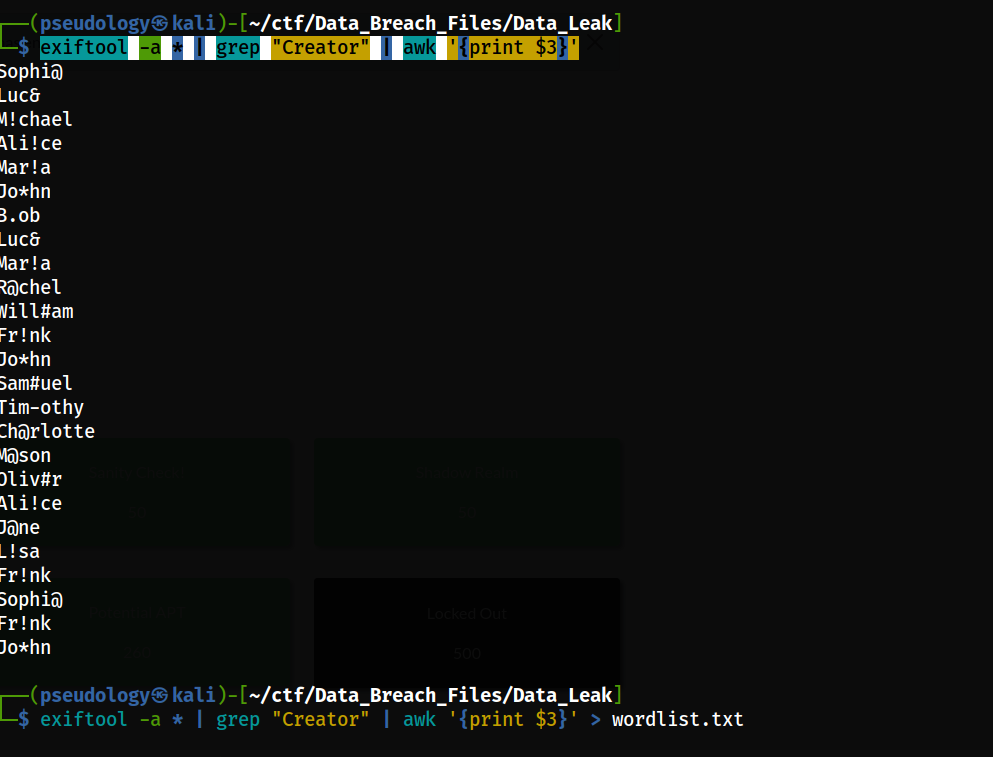 ┌──(pseudology㉿kali)-[~/ctf/Data_Breach_Files/Data_Leak]
└─$ exiftool -a * | grep "Creator" | awk '{print $3}'
Sophi@
Luc&
M!chael
Ali!ce
Mar!a
Jo*hn
B.ob
Luc&
Mar!a
R@chel
Will#am
Fr!nk
Jo*hn
Sam#uel
Tim-othy
Ch@rlotte
M@son
Oliv#r
Ali!ce
J@ne
L!sa
Fr!nk
Sophi@
Fr!nk
Jo*hn
Locked Out
500
┌──(pseudology㉿kali)-[~/ctf/Data_Breach_Files/Data_Leak]
└─$ exiftool -a * | grep "Creator" | awk '{print $3}' > wordlist.txt